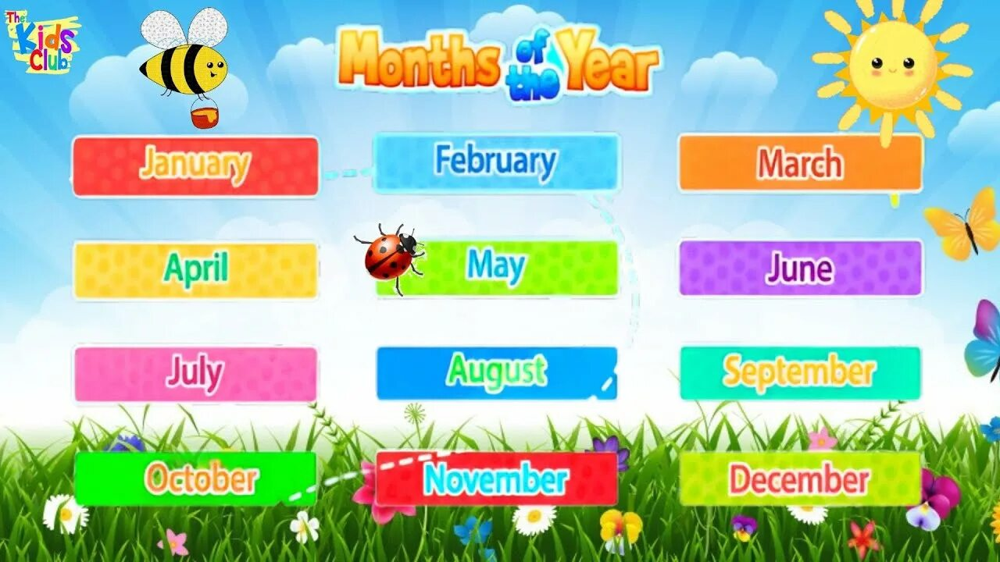 The
Kids
Club
Months of the Year
January
February
March
April
May
June
July
August
September
October
November
December